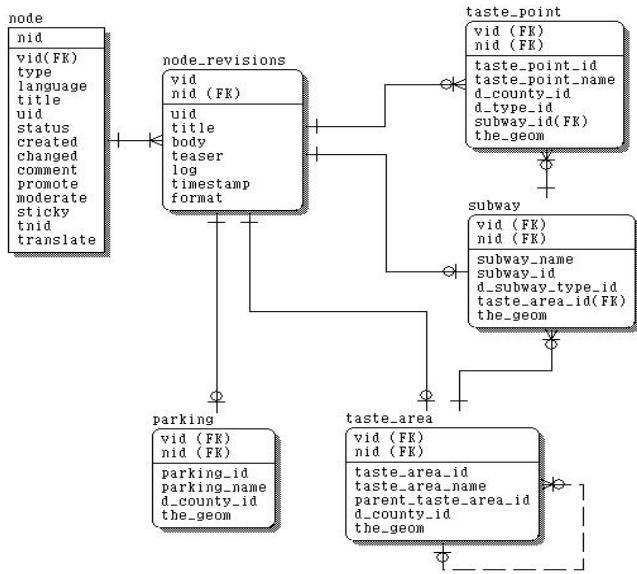 node
nid
vid(FK)
type
language
title
uid
status
created
changed
comment
promote
moderate
sticky
tnid
translate
node_revisions
vid
nid (FK)
uid
title
body
teaser
log
timestamp
format
taste_point
vid (FK)
nid (FK)
taste_point_id
taste_point_name
d_county_id
d_type_id
subway_id(FK)
the_geom
subway
vid (FK)
nid (FK)
subway_name
subway_id
d_subway_type_id
taste_area_id(FK)
the_geom
parking
vid (FK)
nid (FK)
parking_id
parking_name
d_county_id
the_geom
taste_area
vid (FK)
nid (FK)
taste_area_id
taste_area_name
parent_taste_area_id
d_county_id
the_geom